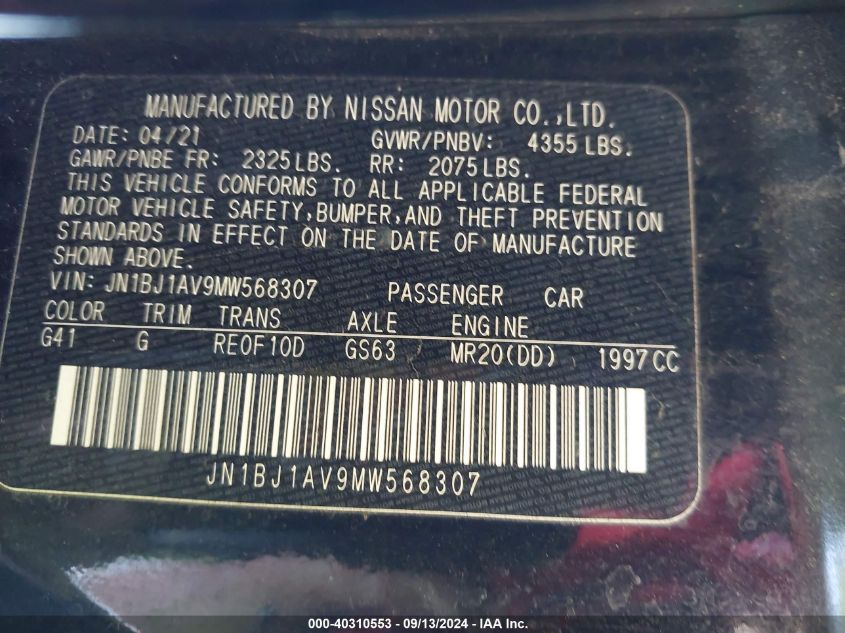 MANUFACTURED BY NISSAN MOTOR CO.,LTD.
DATE: 04/21 GVWR/PNBV: 4355 LBS.
GAWR/PNBE FR: 2325 LBS. RR: 2075 LBS.
THIS VEHICLE CONFORMS TO ALL APPLICABLE FEDERAL
MOTOR VEHICLE SAFETY,BUMPER,AND THEFT PREVENTION
STANDARDS IN EFFECT ON THE DATE OF MANUFACTURE
SHOWN ABOVE.
VIN: JN1BJ1AV9MW568307 PASSENGER CAR
COLOR TRIM TRANS AXLE ENGINE
G41 G RE0F10D GS63 MR20(DD) 1997CC
JN1BJ1AV9MW568307
000-40310553 - 09/13/2024 - IAA Inc.